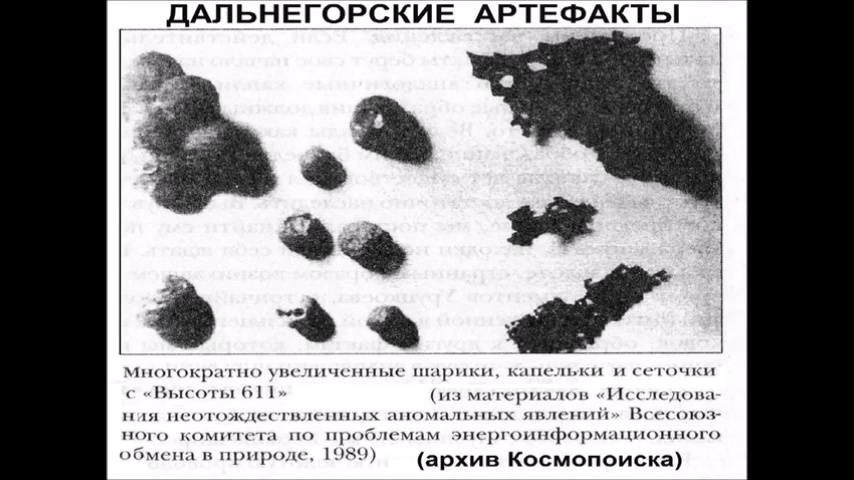 ДАЛЬНЕГОРСКИЕ АРТЕФАКТЫ
Многократно увеличенные шарики, капельки и сеточки
с «Высоты 611» (из материалов «Исследова-
ния неотождествленных аномальных явлений» Всесоюз-
ного комитета по проблемам энергоинформационного
обмена в природе, 1989) (архив Космопоиска)